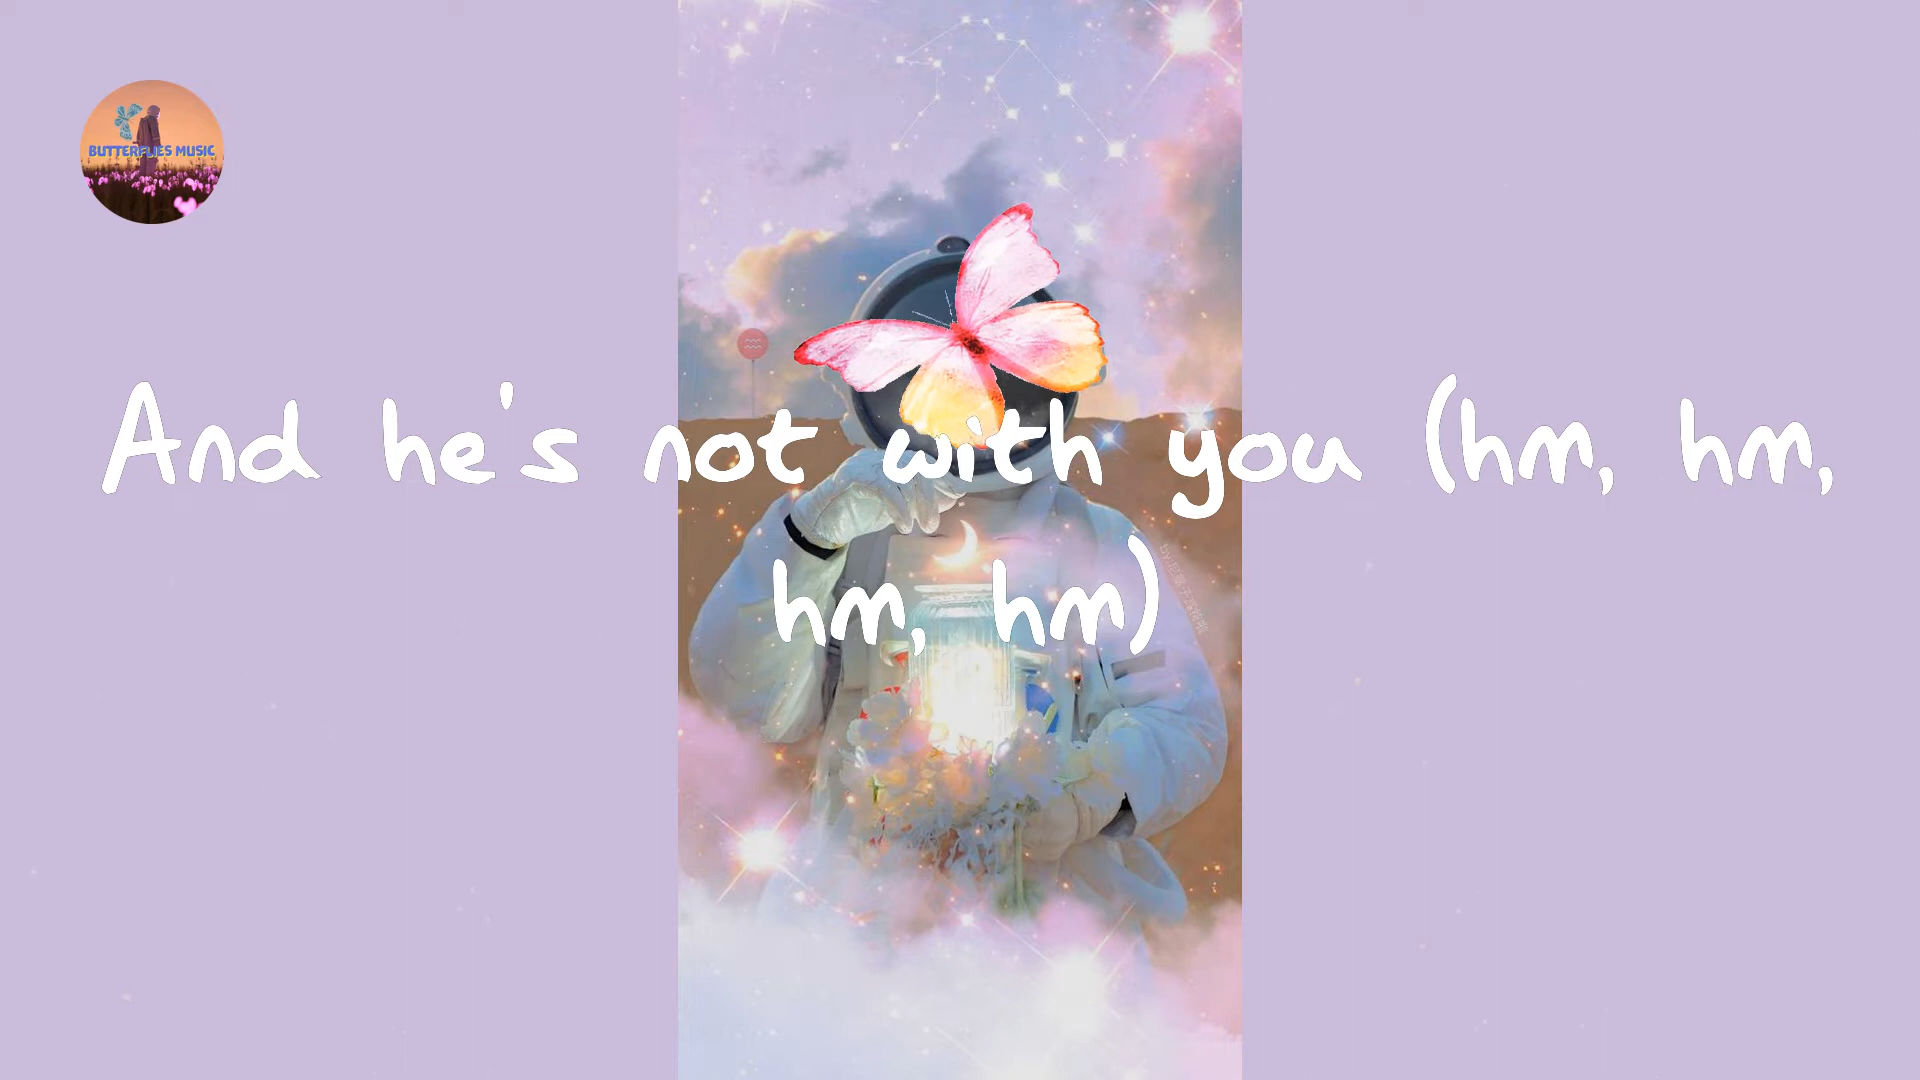 BUTTERFLIES MUSIC
And he's not with you (hm, hm,
hm, hm)